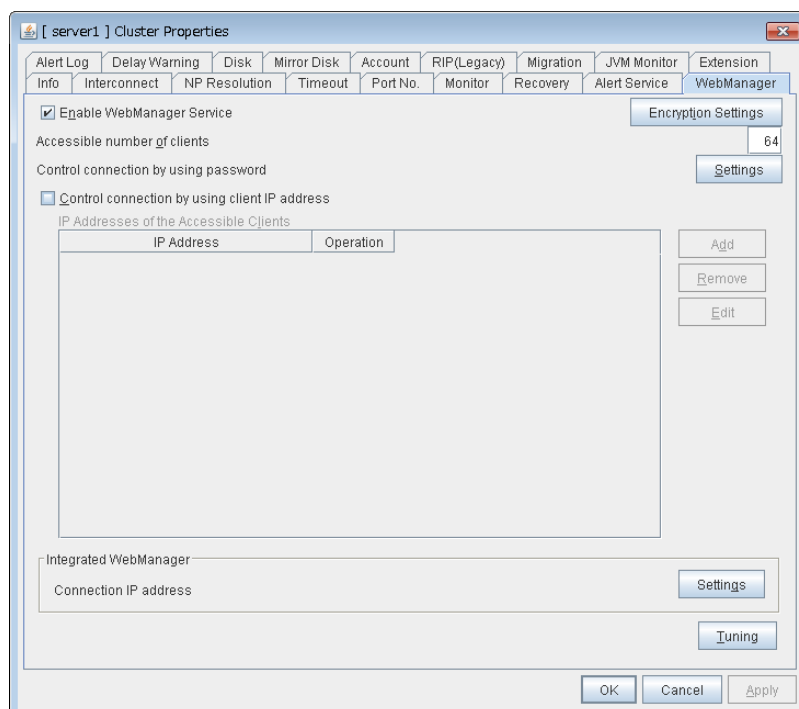 [ server1 ] Cluster Properties
Alert Log Delay Warning Disk Mirror Disk Account RIP(Legacy) Migration JVM Monitor Extension
Info Interconnect NP Resolution Timeout Port No. Monitor Recovery Alert Service WebManager
Enable WebManager Service Encryption Settings
Accessible number of clients 64
Control connection by using password Settings
Control connection by using client IP address
IP Addresses of the Accessible Clients
IP Address Operation Add
Remove
Edit
Integrated WebManager
Connection IP address Settings
Tuning
OK Cancel Apply